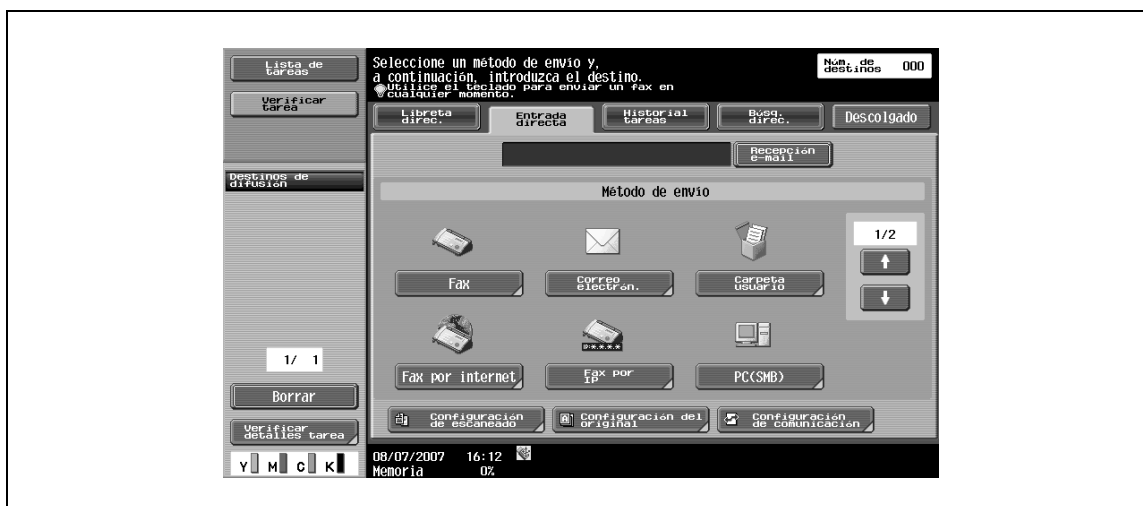 Lista de
tareas
Verificar
tarea
Destinos de
difusión
1/ 1
Borrar
Verificar
detalles tarea
Y M C K
Seleccione un método de envío y,
a continuación, introduzca el destino.
Utilice el teclado para enviar un fax en
cualquier momento.
Núm. de
destinos 000
Libreta
direc.
Entrada
directa
Historial
tareas
Búsq.
direc.
Descolgado
Recepción
e-mail
Método de envío
Fax
Correo
electrón.
Carpeta
usuario
1/2
Fax por internet
Fax por
IP
PC(SMB)
Configuración
de escaneado
Configuración del
original
Configuración
de comunicación
08/07/2007 16:12
Memoria 0%